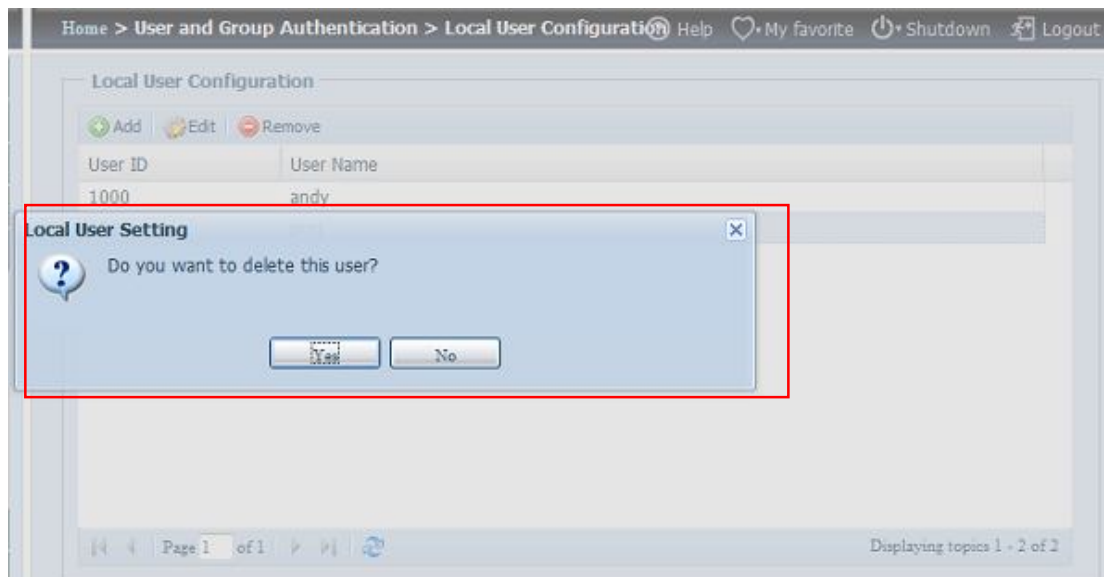 Home > User and Group Authentication > Local User Configuration Help My favorite Shutdown Logout
Local User Configuration
Add Edit Remove
User ID User Name
1000 andy
Local User Setting
Do you want to delete this user?
Yes No
Page 1 of 1 Displaying topics 1 - 2 of 2